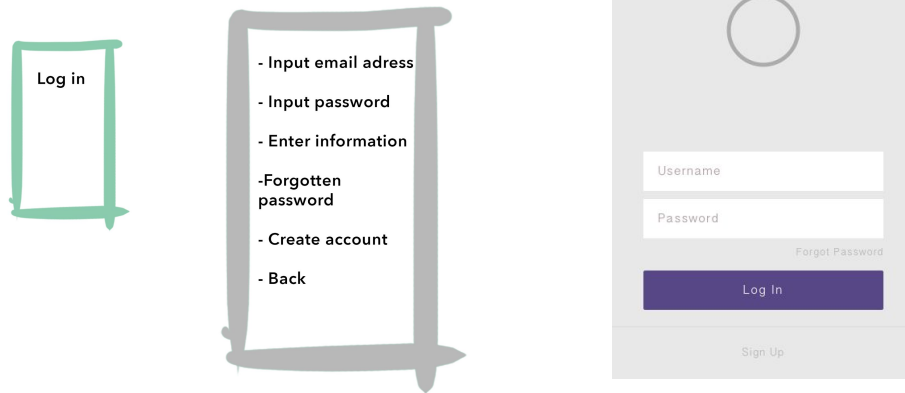 Log in
- Input email adress
- Input password
- Enter information
-Forgotten
password
- Create account
- Back
Username
Password
Forgot Password
Log In
Sign Up